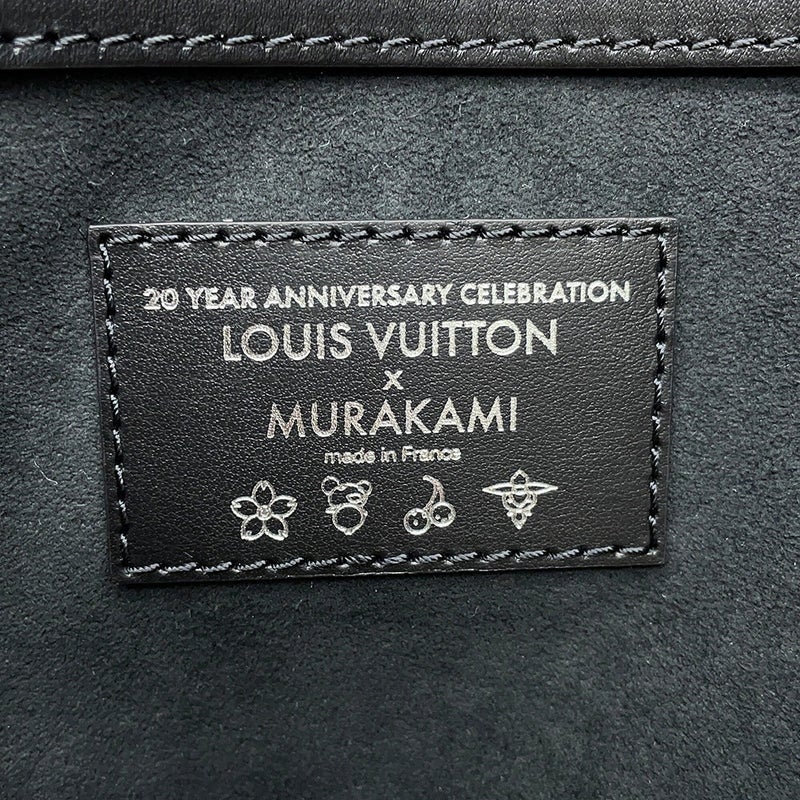 20 YEAR ANNIVERSARY CELEBRATION
LOUIS VUITTON
x
MURAKAMI
made in France